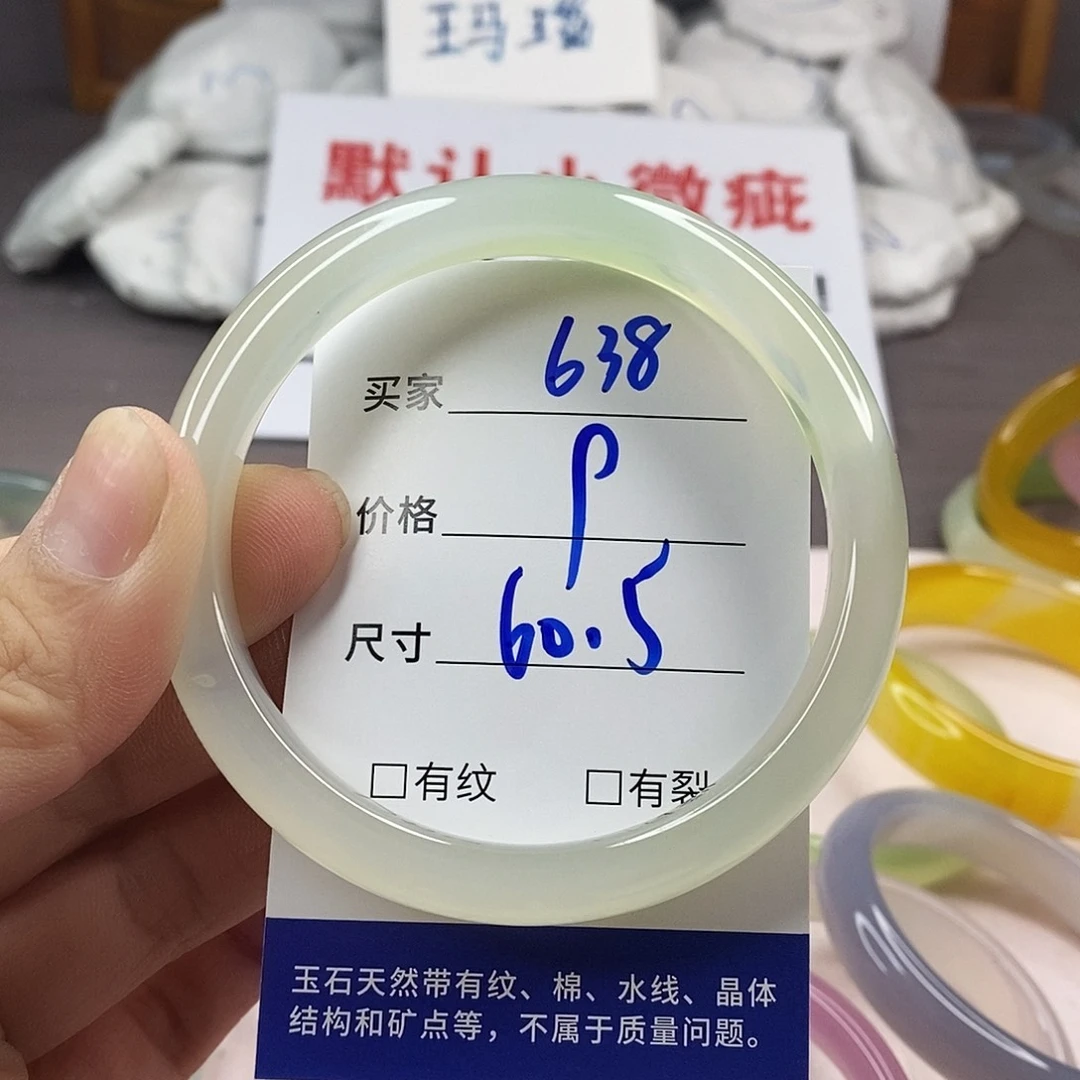 玛瑙
默认小微疵
!
买家 638
价格 P
尺寸 60.5
□有纹 □有裂
玉石天然带有纹、棉、水线、晶体
结构和矿点等，不属于质量问题。